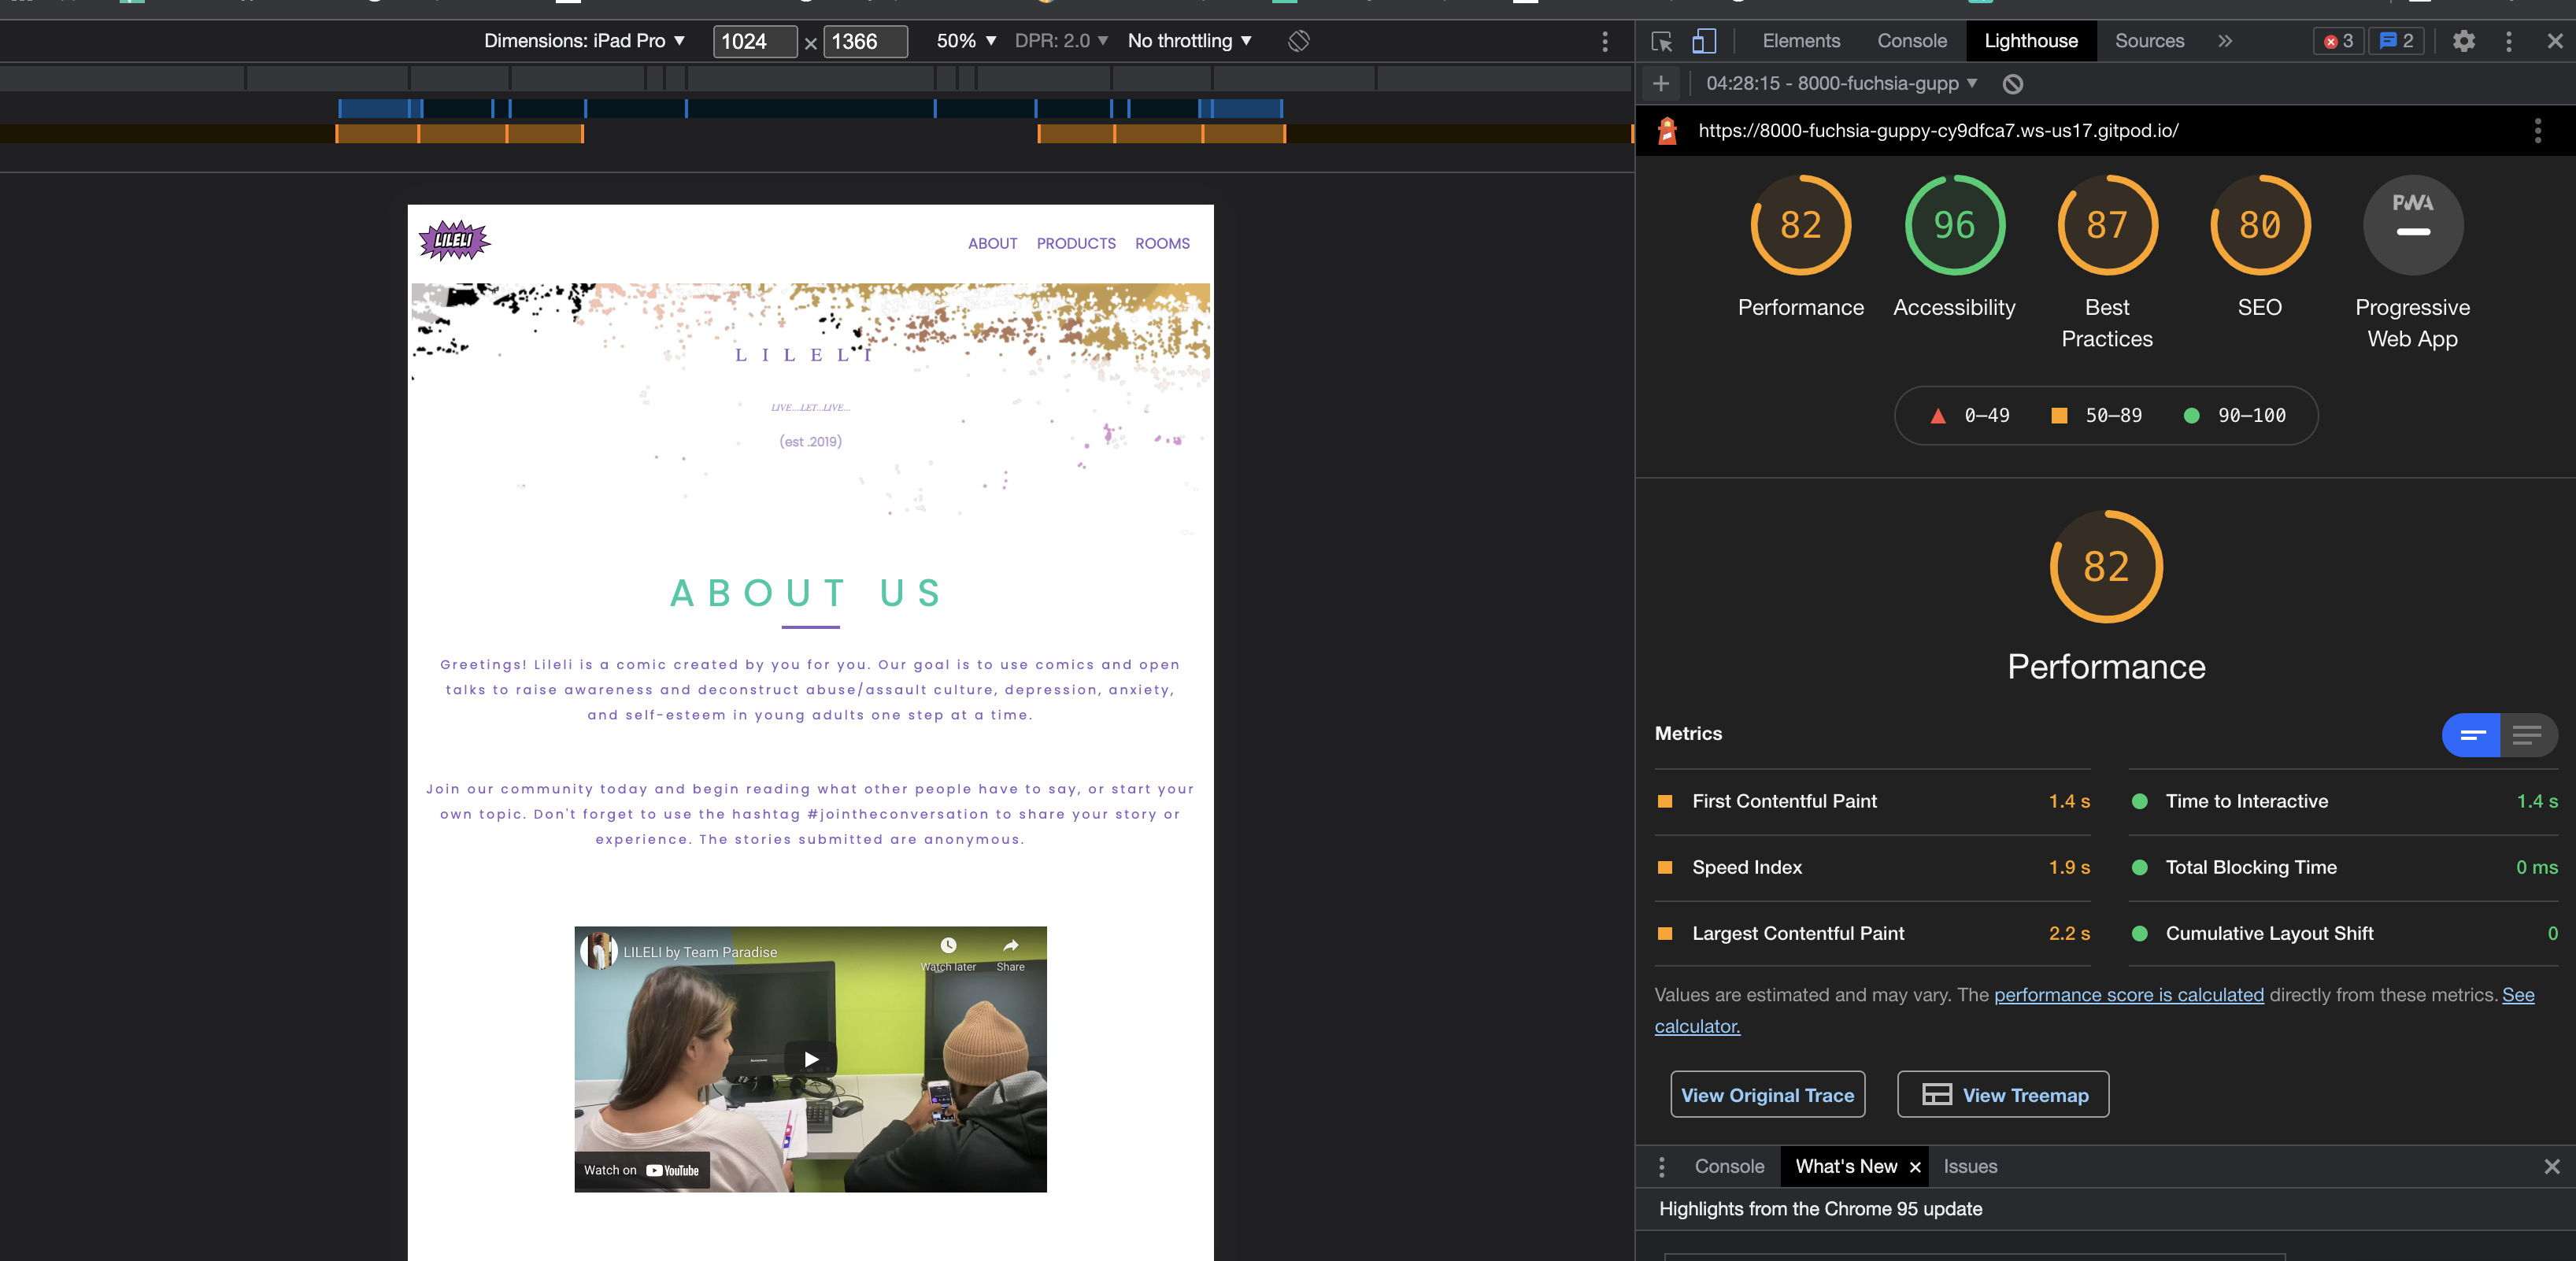 Dimensions: iPad Pro ▼ 1024 × 1366 50% ▼ DPR: 2.0 ▼ No throttling ▼
Elements Console Lighthouse Sources » 3 2
+ 04:28:15 - 8000-fuchsia-gupp ▼
https://8000-fuchsia-guppy-cy9dfca7.ws-us17.gitpod.io/
LILELI
ABOUT PRODUCTS ROOMS
LILELI
LIVE....LET...LIVE...
(est .2019)
ABOUT US
Greetings! Lileli is a comic created by you for you. Our goal is to use comics and open
talks to raise awareness and deconstruct abuse/assault culture, depression, anxiety,
and self-esteem in young adults one step at a time.
Join our community today and begin reading what other people have to say, or start your
own topic. Don't forget to use the hashtag #jointheconversation to share your story or
experience. The stories submitted are anonymous.
LILELI by Team Paradise
Watch later Share
Watch on YouTube
82 96 87 80 PWA
Performance Accessibility Best Practices SEO Progressive Web App
0–49 50–89 90–100
82
Performance
Metrics
First Contentful Paint 1.4 s
Time to Interactive 1.4 s
Speed Index 1.9 s
Total Blocking Time 0 ms
Largest Contentful Paint 2.2 s
Cumulative Layout Shift 0
Values are estimated and may vary. The performance score is calculated directly from these metrics. See
calculator.
View Original Trace View Treemap
Console What's New × Issues
Highlights from the Chrome 95 update